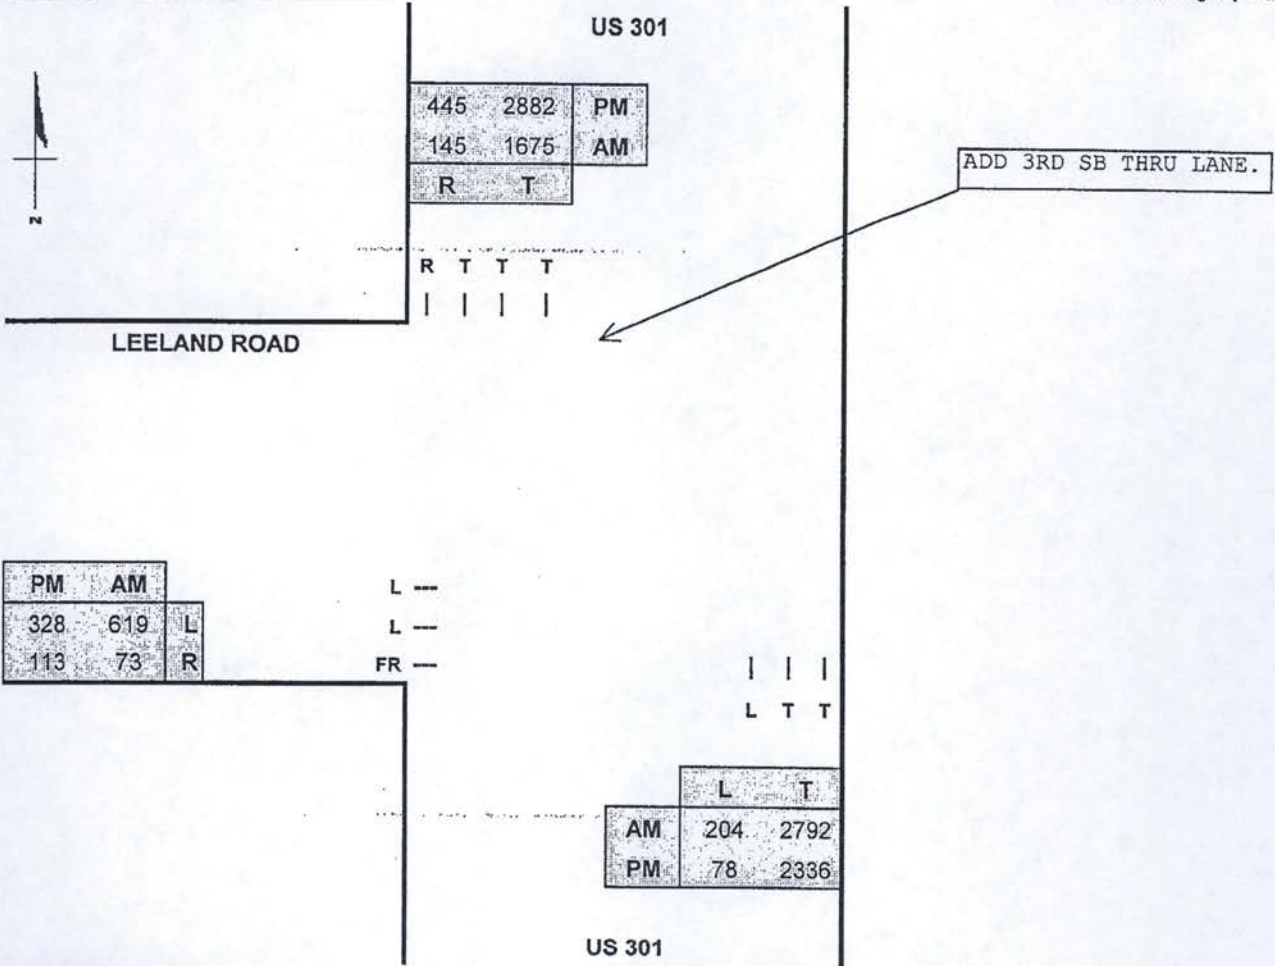 US 301
445 2882 PM
145 1675 AM
R T
ADD 3RD SB THRU LANE.
N
R T T T
LEELAND ROAD
PM AM
328 619 L
113 73 R
L ---
L ---
FR ---
L T T
L T
AM 204 2792
PM 78 2336
US 301